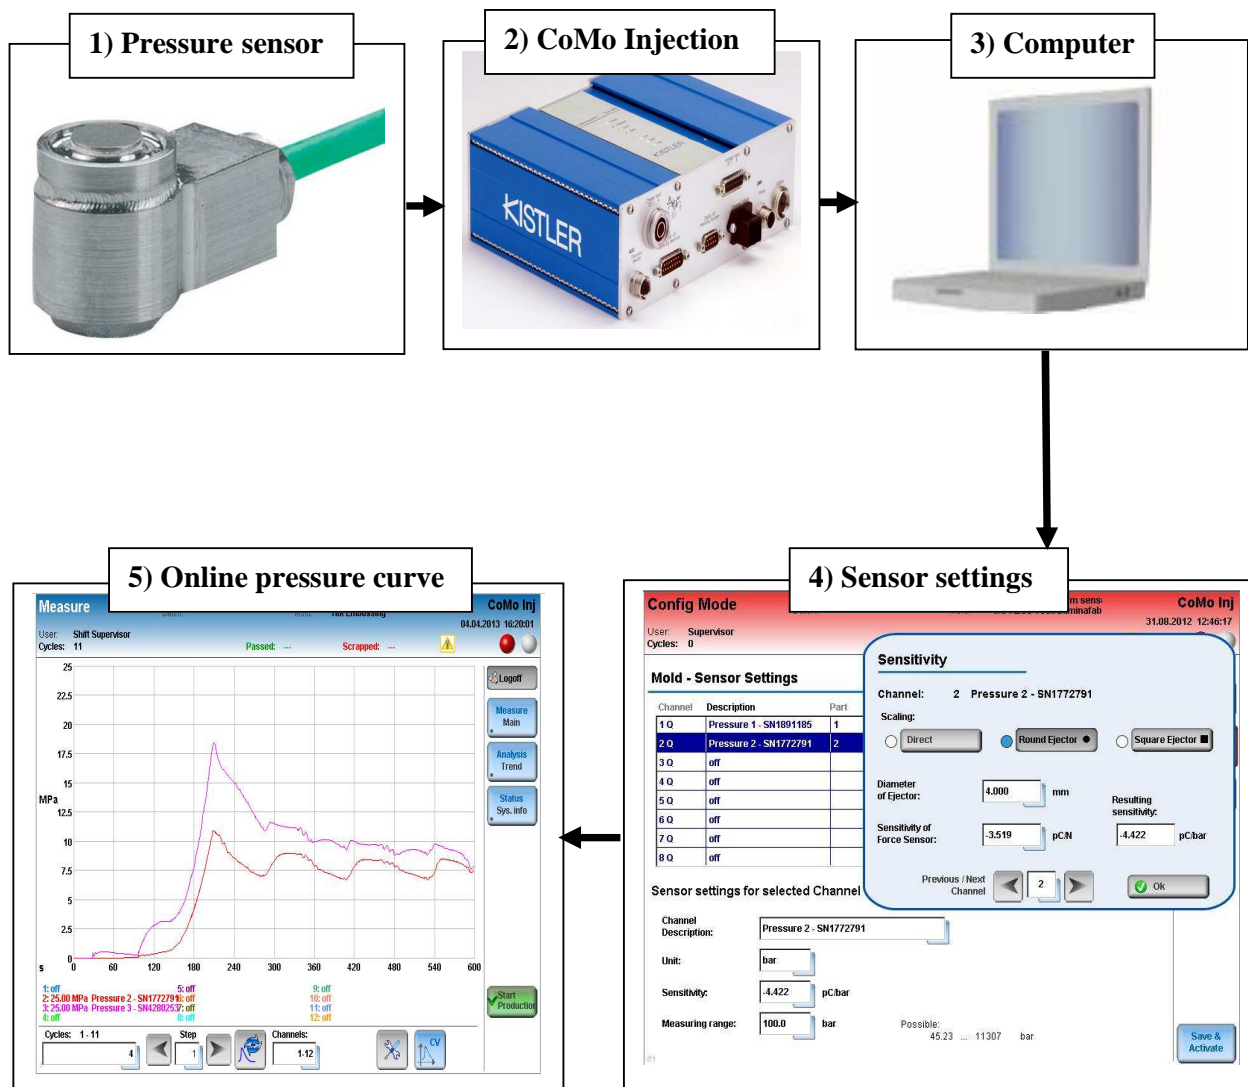 1) Pressure sensor
2) CoMo Injection
3) Computer
KISTLER
KISTLER
5) Online pressure curve
Measure
Hot Embossing
CoMo Inj
04.04.2013 16:20:01
User: Shift Supervisor
Cycles: 11
Passed: ---
Scrapped: ---
25
22.5
20
17.5
15
MPa
12.5
10
7.5
5
2.5
0
s 0 60 120 180 240 300 360 420 480 540 600
Logoff
Measure
Main
Analysis
Trend
Status
Sys. info
Start
Production
1: off 5: off 9: off
2: 25.00 MPa Pressure 2 - SN1772791 6: off 10: off
3: 25.00 MPa Pressure 3 - SN4280253 7: off 11: off
4: off 8: off 12: off
Cycles: 1 - 11 Step Channels:
4 1 1-12
CV
4) Sensor settings
Config Mode
CoMo Inj
31.08.2012 12:46:17
User: Supervisor
Cycles: 0
Mold - Sensor Settings
Channel Description Part
1 Q Pressure 1 - SN1891185 1
2 Q Pressure 2 - SN1772791 2
3 Q off
4 Q off
5 Q off
6 Q off
7 Q off
8 Q off
Sensitivity
Channel: 2 Pressure 2 - SN1772791
Scaling:
Direct Round Ejector Square Ejector
Diameter
of Ejector: 4.000 mm
Resulting
sensitivity:
Sensitivity of
Force Sensor: -3.519 pC/N -4.422 pC/bar
Previous / Next
Channel 2 Ok
Sensor settings for selected Channel
Channel
Description: Pressure 2 - SN1772791
Unit: bar
Sensitivity: -4.422 pC/bar
Measuring range: 100.0 bar Possible:
45.23 ... 11307 bar
Save &
Activate